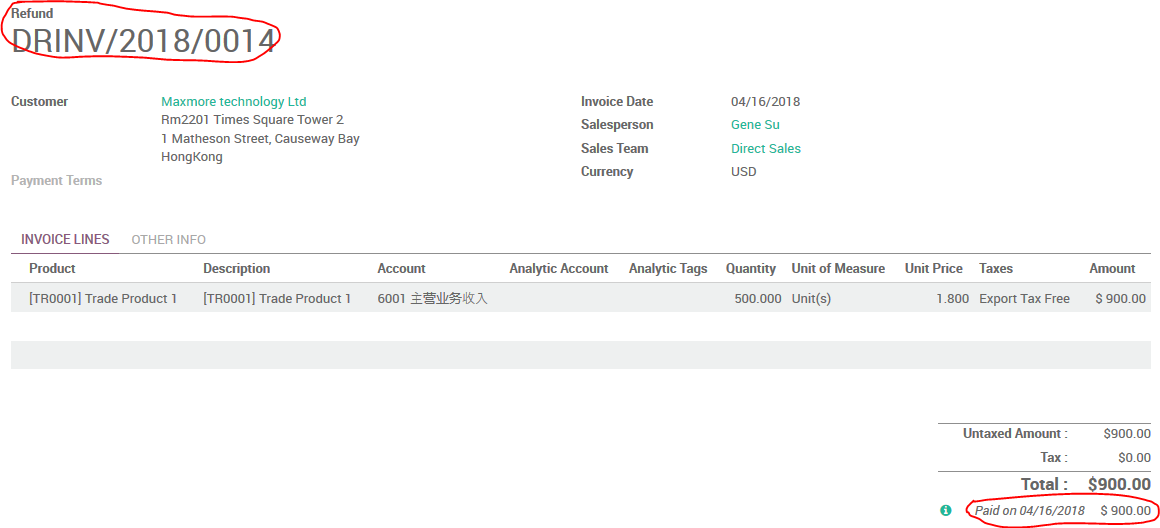 Refund
DRINV/2018/0014
Customer Maxmore technology Ltd
Rm2201 Times Square Tower 2
1 Matheson Street, Causeway Bay
HongKong
Payment Terms
Invoice Date 04/16/2018
Salesperson Gene Su
Sales Team Direct Sales
Currency USD
INVOICE LINES OTHER INFO
Product Description Account Analytic Account Analytic Tags Quantity Unit of Measure Unit Price Taxes Amount
[TR0001] Trade Product 1 [TR0001] Trade Product 1 6001 主营业务收入 500.000 Unit(s) 1.800 Export Tax Free $ 900.00
Untaxed Amount : $900.00
Tax : $0.00
Total : $900.00
Paid on 04/16/2018 $ 900.00